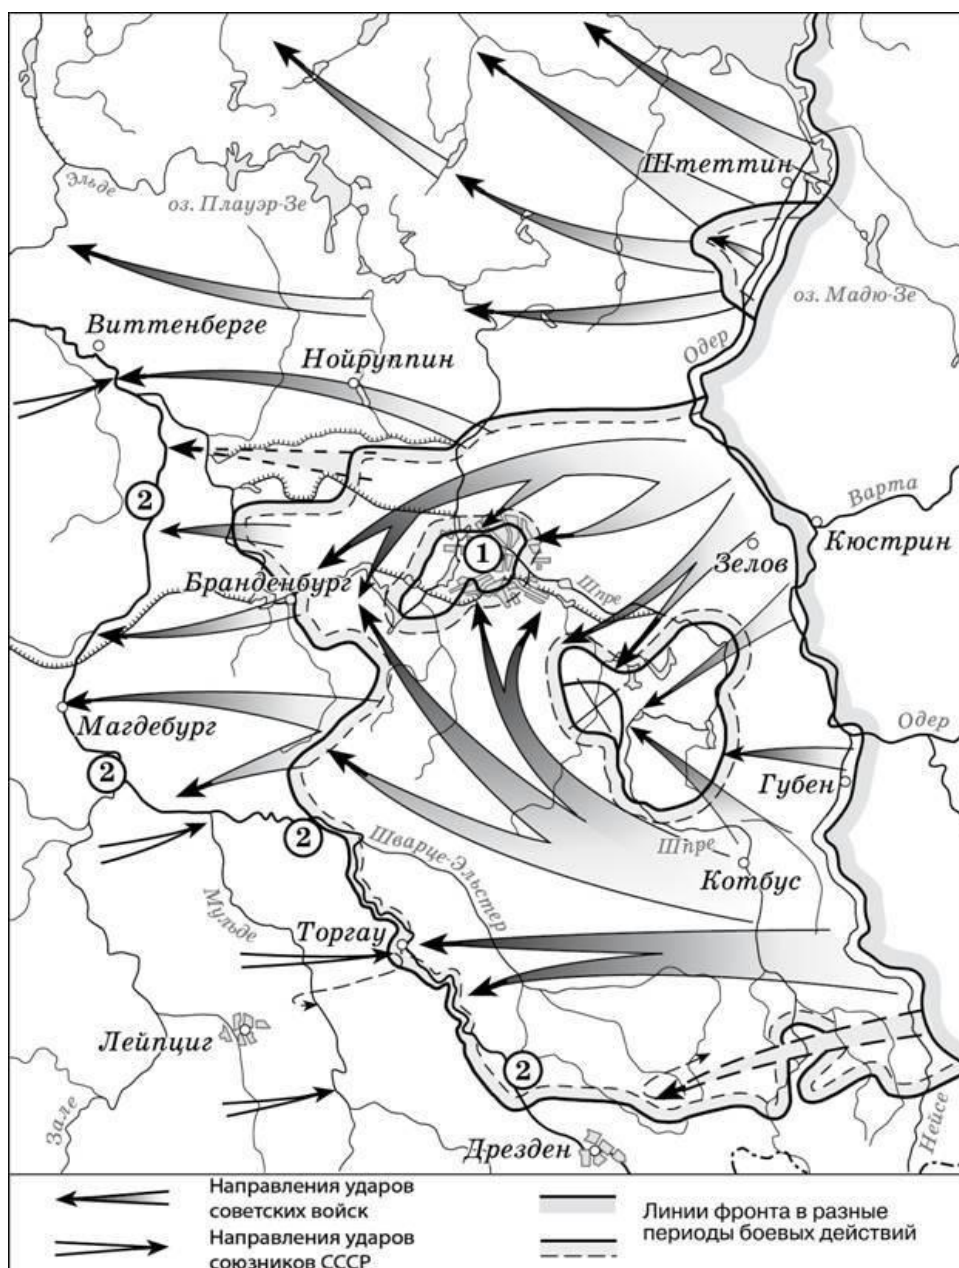 Штеттин
Эльде
оз. Плауэр-Зе
оз. Мадю-Зе
Виттенберге
Одер
Нойруппин
2
Варта
Кюстрин
1
Зелов
Бранденбург
Шпре
Магдебург
Одер
2
Губен
2
Шварце-Эльстер
Шпре
Котбус
Мульде
Торгау
Лейпциг
2
Зале
Нейсе
Дрезден
Направления ударов
советских войск
Направления ударов
союзников СССР
Линии фронта в разные
периоды боевых действий